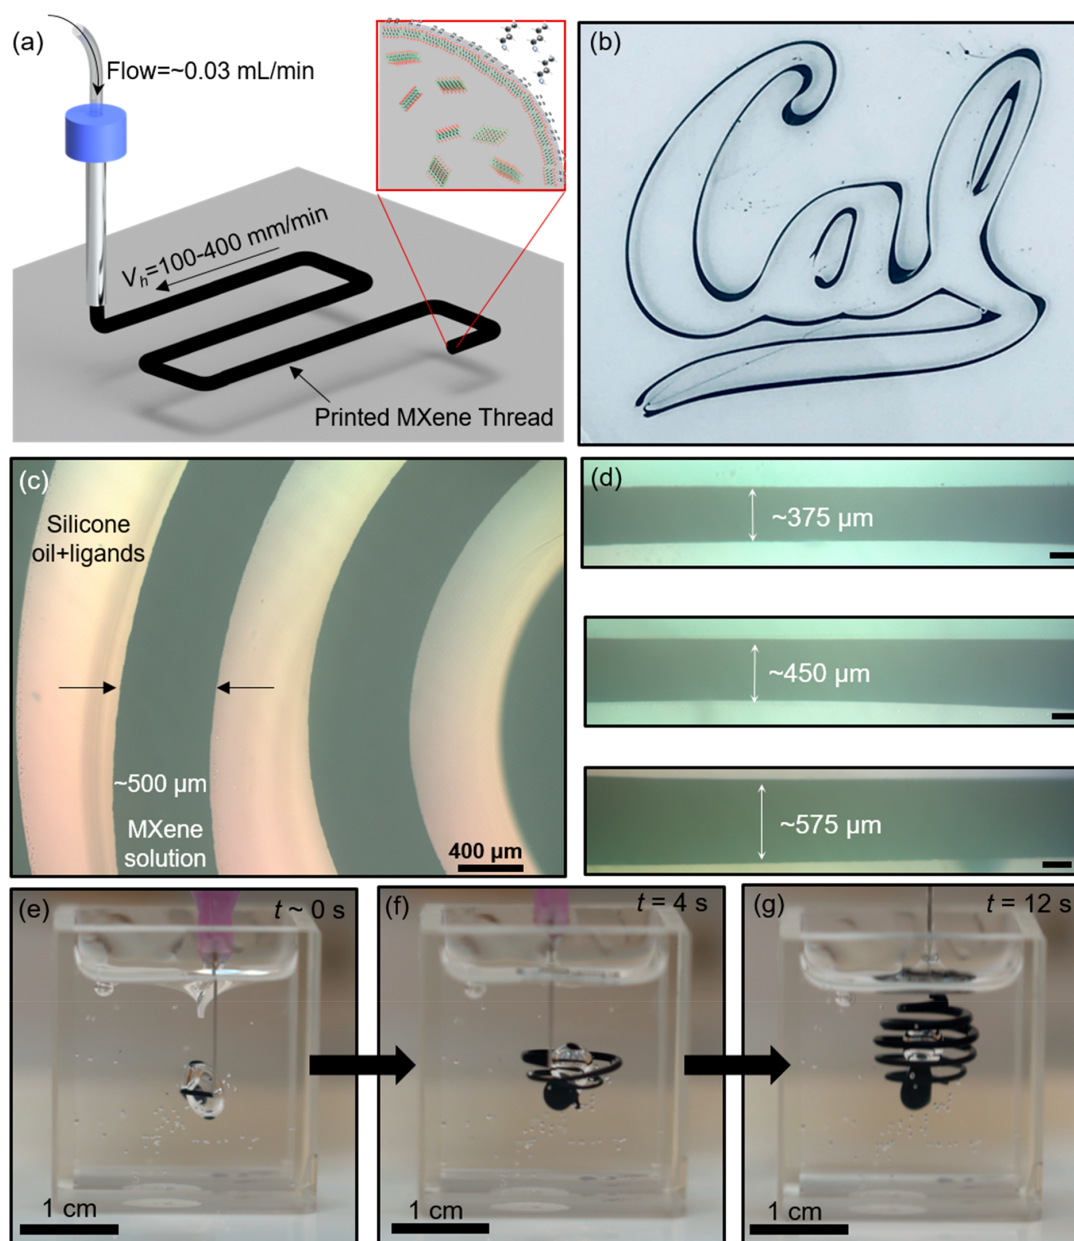 (a)
Flow=~0.03 mL/min
Vh=100-400 mm/min
Printed MXene Thread
(b)
Cal
(c)
Silicone
oil+ligands
~500 µm
MXene
solution
400 µm
(d)
~375 µm
~450 µm
~575 µm
(e)
t ~ 0 s
1 cm
(f)
t = 4 s
1 cm
(g)
t = 12 s
1 cm